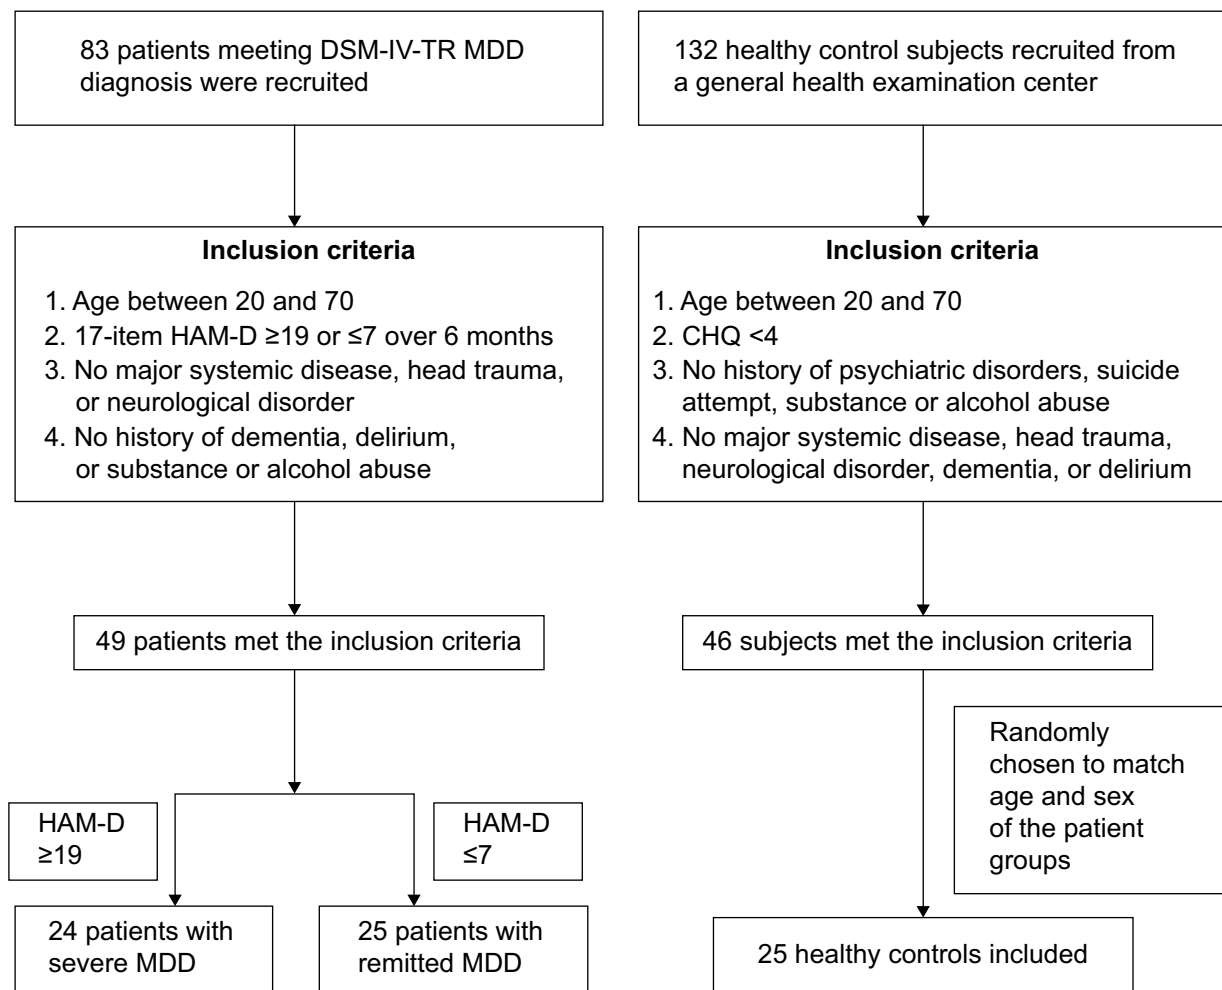 83 patients meeting DSM-IV-TR MDD
diagnosis were recruited
132 healthy control subjects recruited from
a general health examination center
Inclusion criteria
1. Age between 20 and 70
2. 17-item HAM-D ≥19 or ≤7 over 6 months
3. No major systemic disease, head trauma,
or neurological disorder
4. No history of dementia, delirium,
or substance or alcohol abuse
Inclusion criteria
1. Age between 20 and 70
2. CHQ <4
3. No history of psychiatric disorders, suicide
attempt, substance or alcohol abuse
4. No major systemic disease, head trauma,
neurological disorder, dementia, or delirium
49 patients met the inclusion criteria
46 subjects met the inclusion criteria
Randomly
chosen to match
age and sex
of the patient
groups
HAM-D
≥19
HAM-D
≤7
24 patients with
severe MDD
25 patients with
remitted MDD
25 healthy controls included